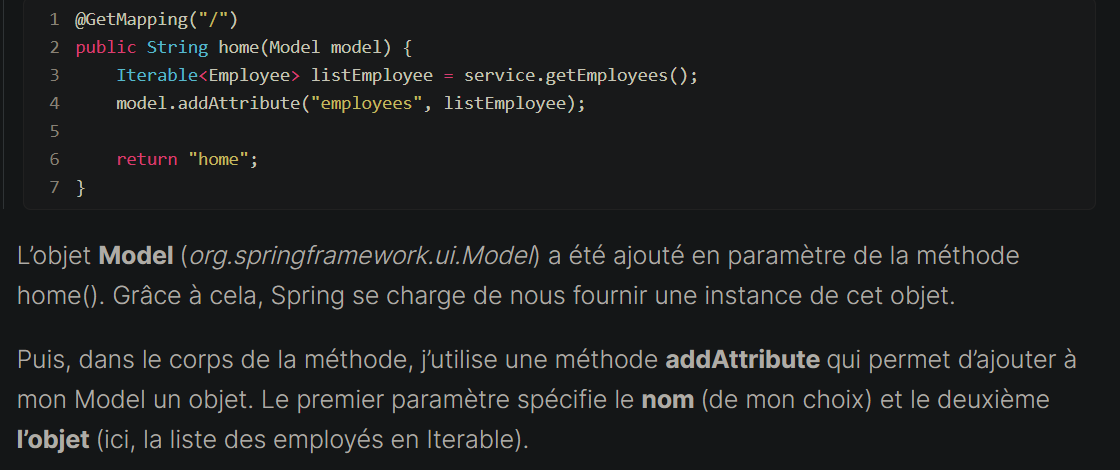 1 @GetMapping("/")
2 public String home(Model model) {
3 Iterable<Employee> listEmployee = service.getEmployees();
4 model.addAttribute("employees", listEmployee);
5
6 return "home";
7 }
L’objet Model (org.springframework.ui.Model) a été ajouté en paramètre de la méthode
home(). Grâce à cela, Spring se charge de nous fournir une instance de cet objet.
Puis, dans le corps de la méthode, j’utilise une méthode addAttribute qui permet d’ajouter à
mon Model un objet. Le premier paramètre spécifie le nom (de mon choix) et le deuxième
l’objet (ici, la liste des employés en Iterable).